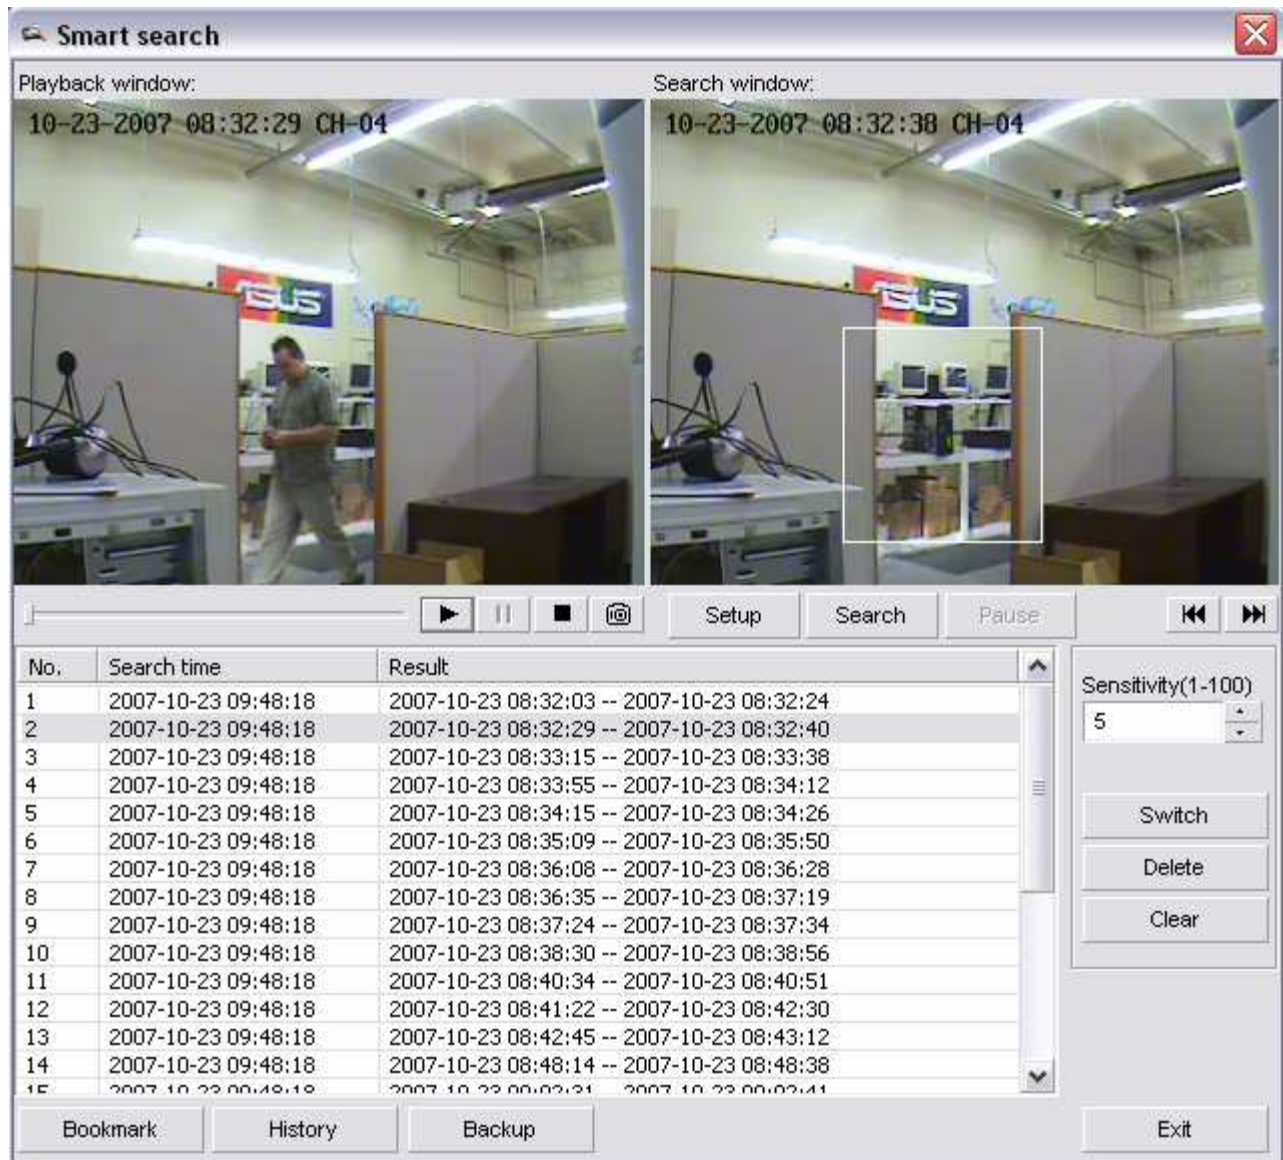 Smart search
Playback window:
Search window:
10-23-2007 08:32:29 CH-04
10-23-2007 08:32:38 CH-04
ASUS
ASUS
Setup
Search
Pause
No. Search time Result
1 2007-10-23 09:48:18 2007-10-23 08:32:03 -- 2007-10-23 08:32:24
2 2007-10-23 09:48:18 2007-10-23 08:32:29 -- 2007-10-23 08:32:40
3 2007-10-23 09:48:18 2007-10-23 08:33:15 -- 2007-10-23 08:33:38
4 2007-10-23 09:48:18 2007-10-23 08:33:55 -- 2007-10-23 08:34:12
5 2007-10-23 09:48:18 2007-10-23 08:34:15 -- 2007-10-23 08:34:26
6 2007-10-23 09:48:18 2007-10-23 08:35:09 -- 2007-10-23 08:35:50
7 2007-10-23 09:48:18 2007-10-23 08:36:08 -- 2007-10-23 08:36:28
8 2007-10-23 09:48:18 2007-10-23 08:36:35 -- 2007-10-23 08:37:19
9 2007-10-23 09:48:18 2007-10-23 08:37:24 -- 2007-10-23 08:37:34
10 2007-10-23 09:48:18 2007-10-23 08:38:30 -- 2007-10-23 08:38:56
11 2007-10-23 09:48:18 2007-10-23 08:40:34 -- 2007-10-23 08:40:51
12 2007-10-23 09:48:18 2007-10-23 08:41:22 -- 2007-10-23 08:42:30
13 2007-10-23 09:48:18 2007-10-23 08:42:45 -- 2007-10-23 08:43:12
14 2007-10-23 09:48:18 2007-10-23 08:48:14 -- 2007-10-23 08:48:38
Sensitivity(1-100)
5
Switch
Delete
Clear
Bookmark
History
Backup
Exit